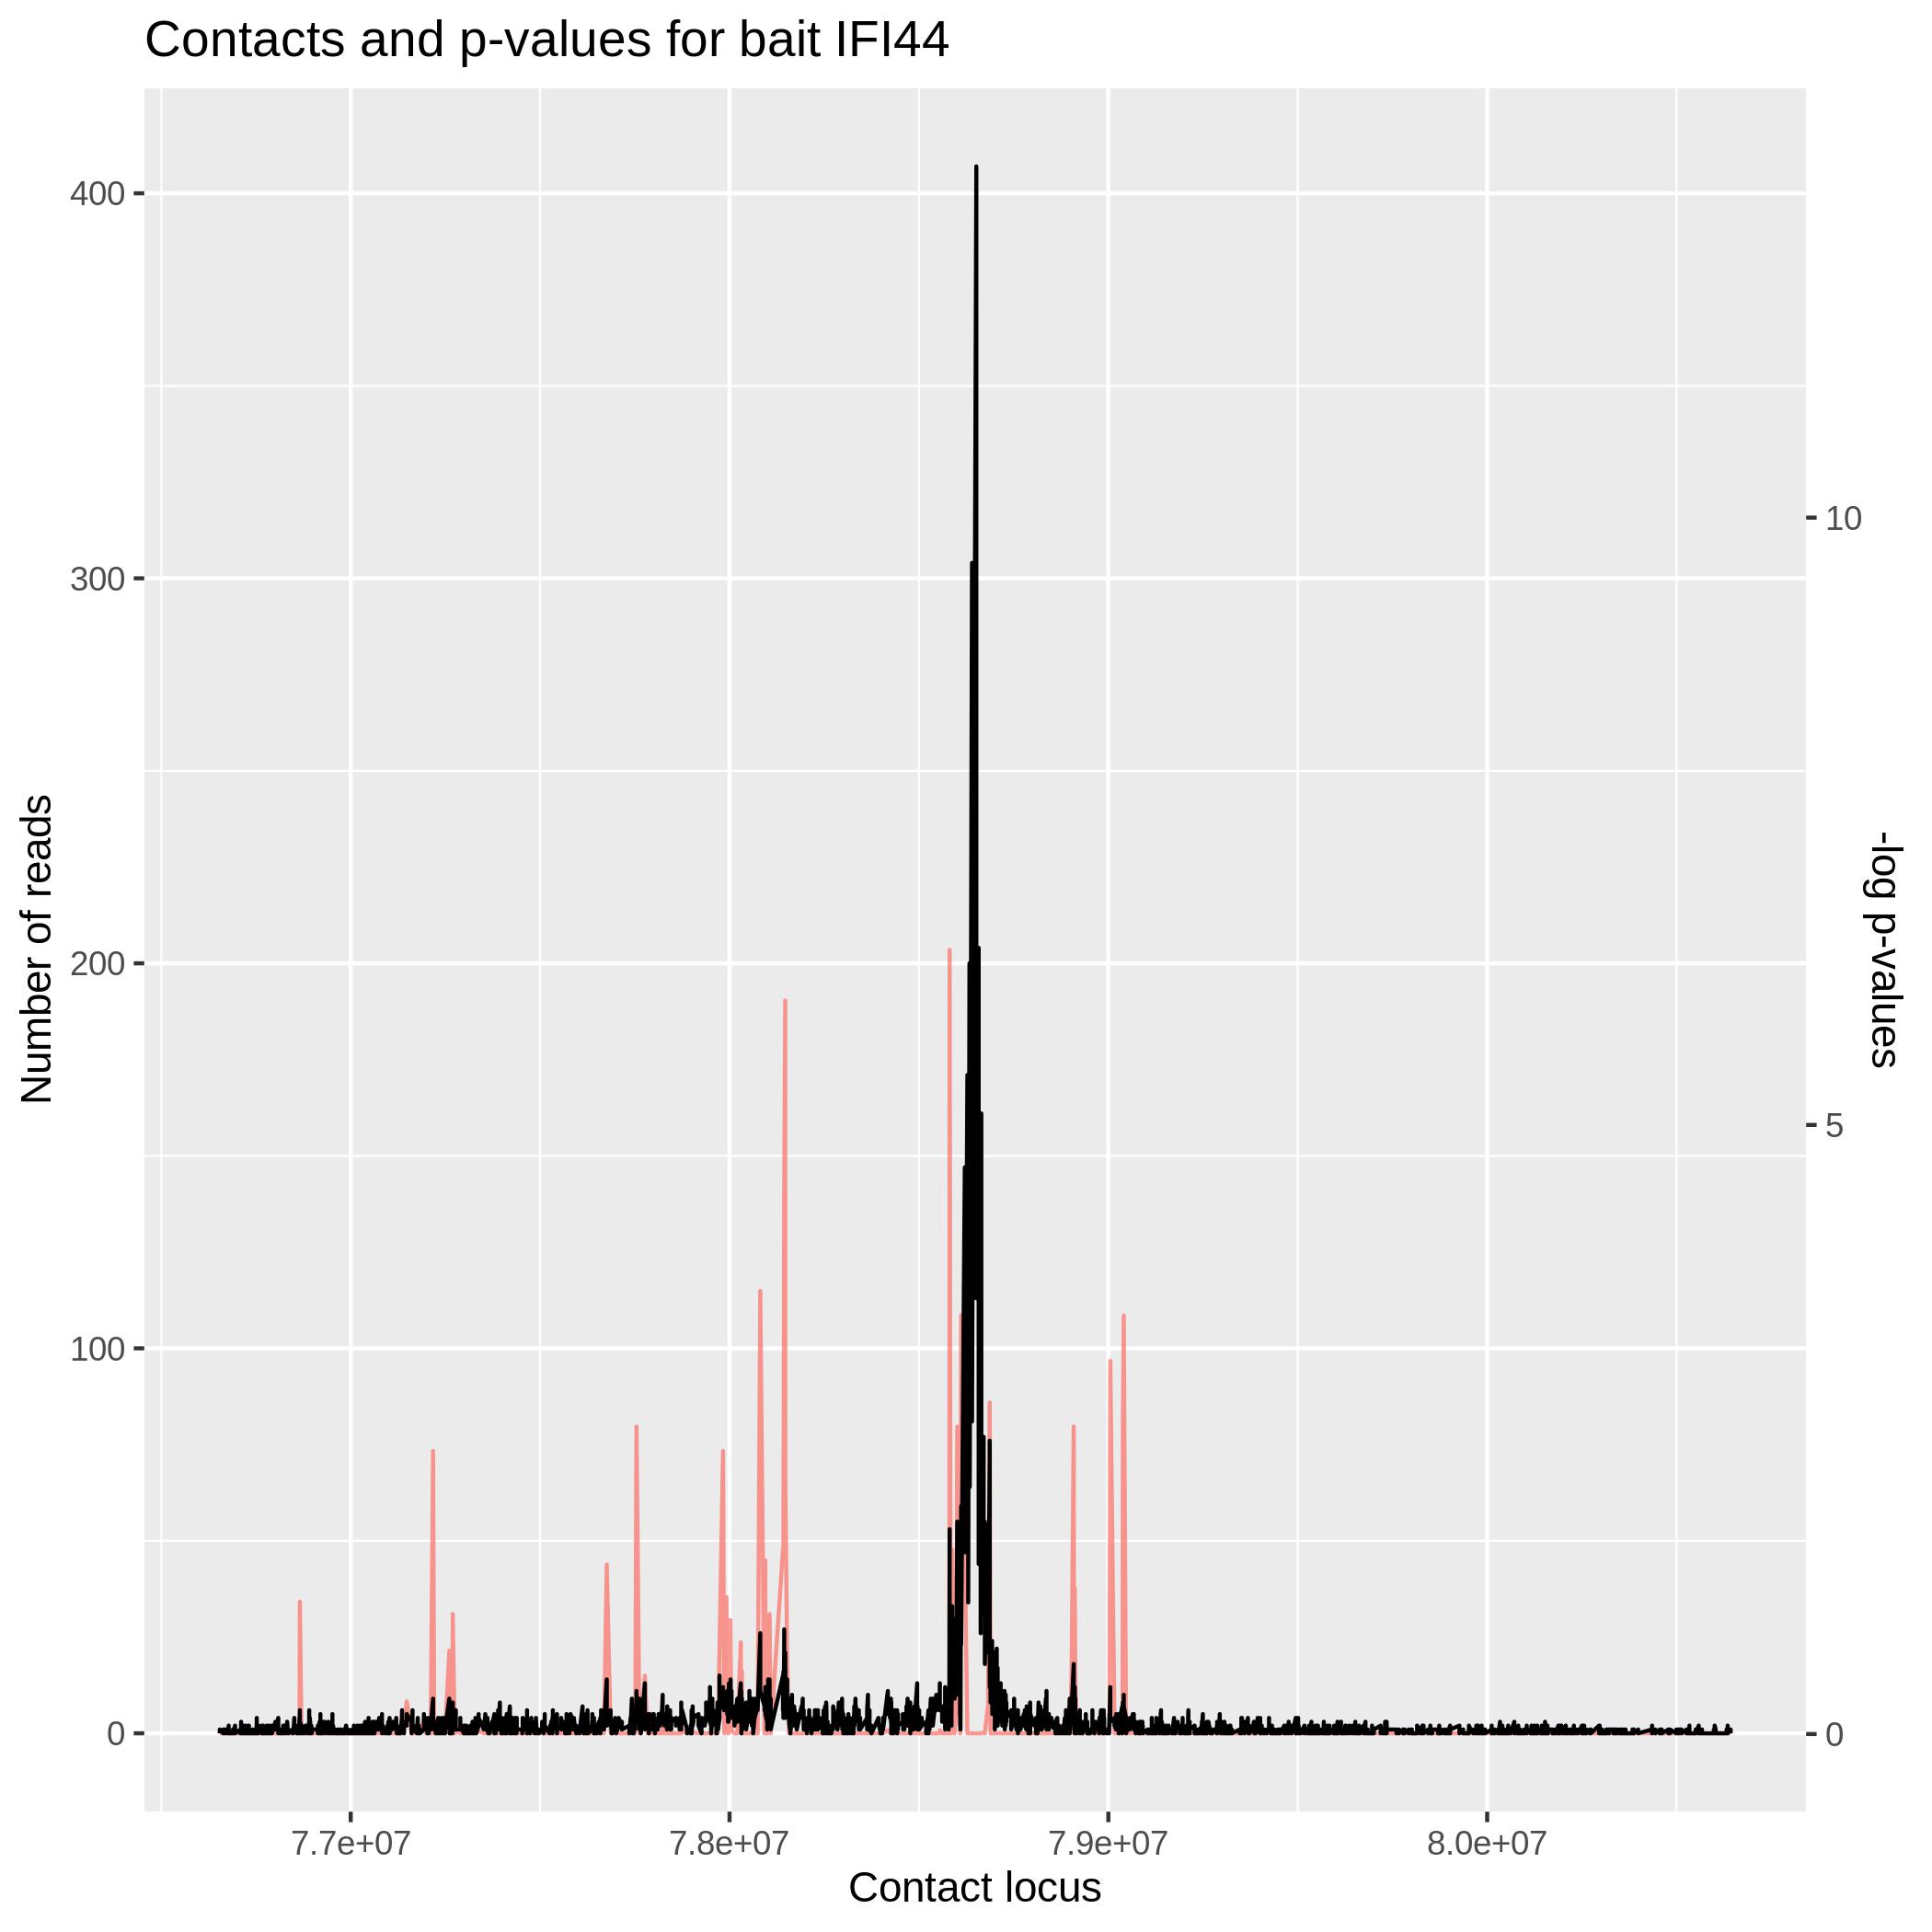 Contacts and p-values for bait IFI44
400
300
200
100
0
Number of reads
10
5
0
-log p-values
7.7e+07
7.8e+07
7.9e+07
8.0e+07
Contact locus